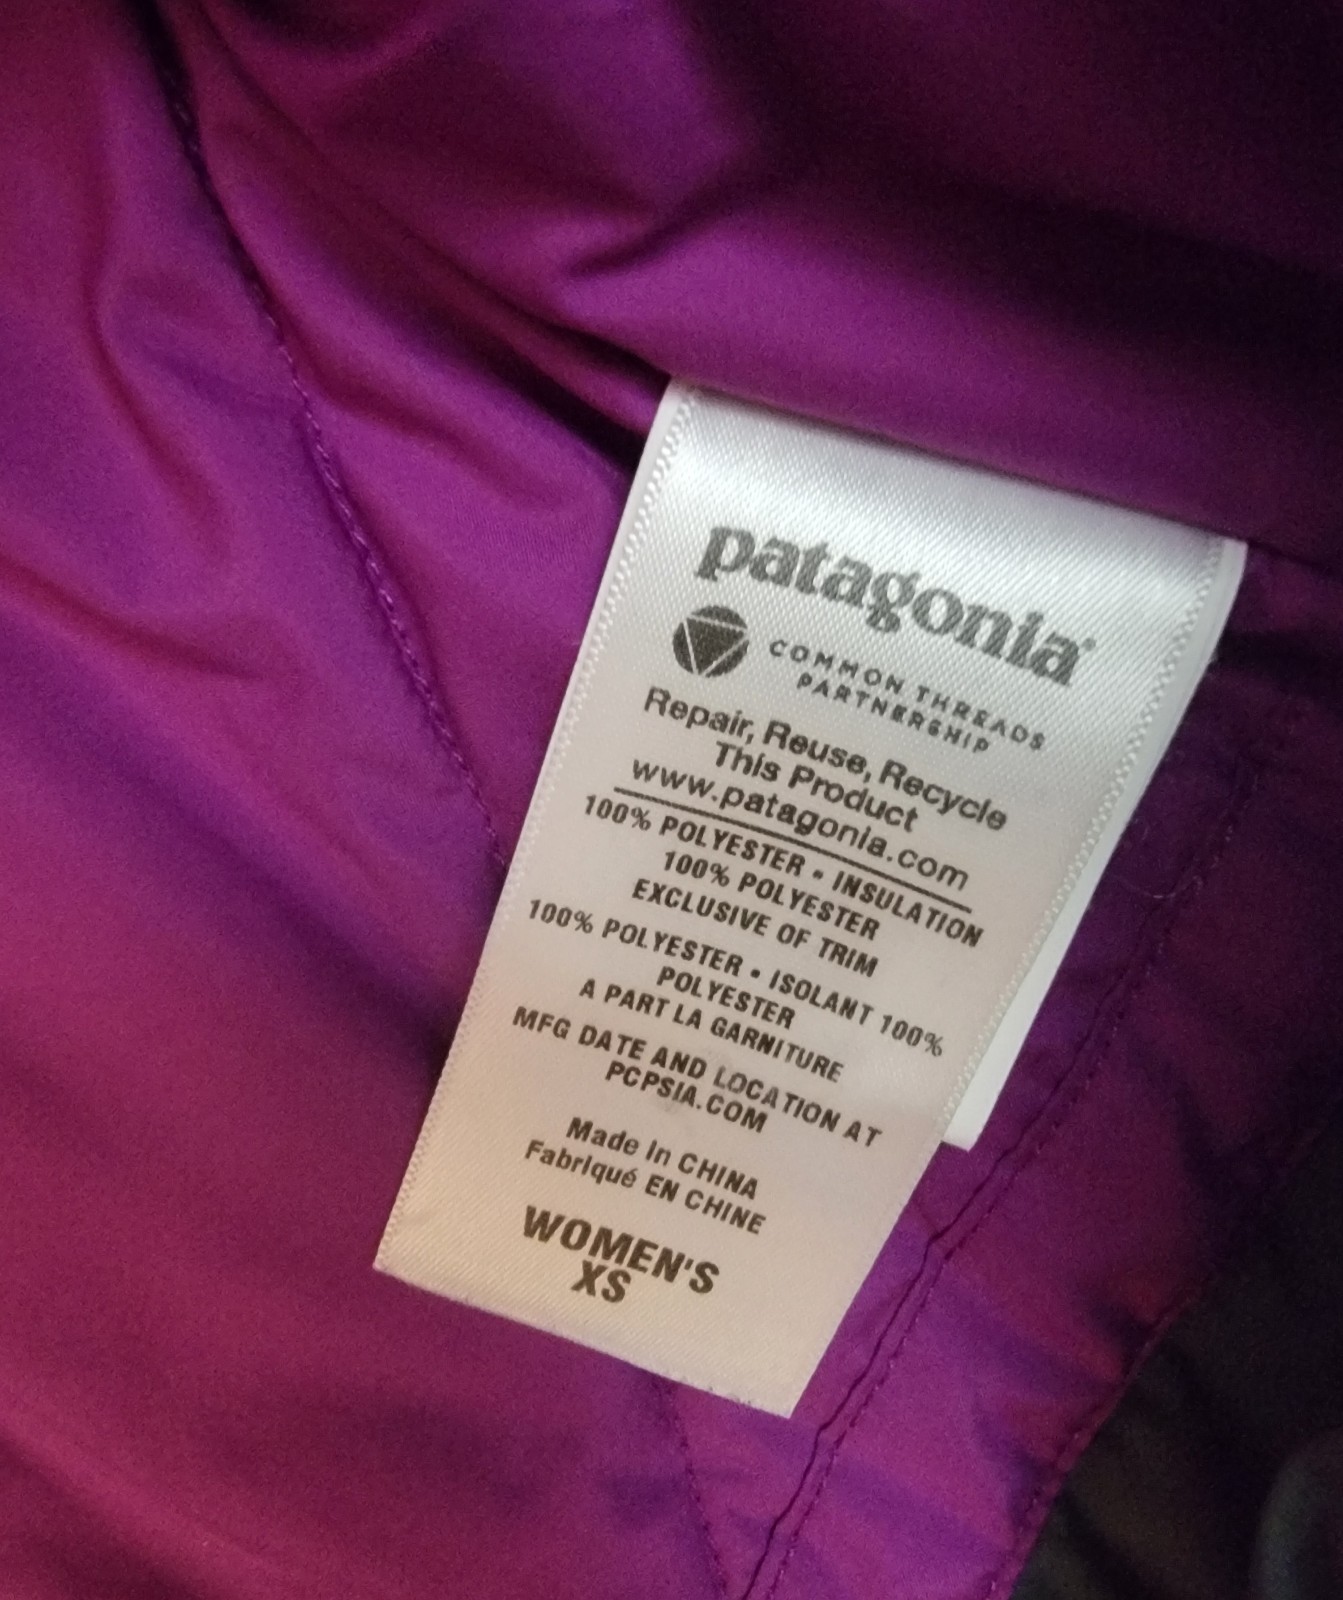 patagonia®
COMMON THREADS
PARTNERSHIP
Repair, Reuse, Recycle
This Product
www.patagonia.com
100% POLYESTER • INSULATION
100% POLYESTER
EXCLUSIVE OF TRIM
100% POLYESTER • ISOLANT 100%
POLYESTER
A PART LA GARNITURE
MFG DATE AND LOCATION AT
PCPSIA.COM
Made in CHINA
Fabriqué EN CHINE
WOMEN'S
XS